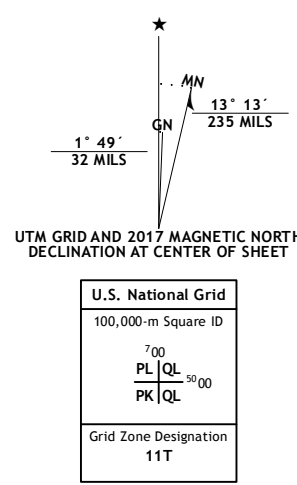 ★
MN
GN
13° 13´
235 MILS
1° 49´
32 MILS
UTM GRID AND 2017 MAGNETIC NORTH
DECLINATION AT CENTER OF SHEET
U.S. National Grid
100,000-m Square ID
⁷00
PL QL
⁵⁰00
PK QL
Grid Zone Designation
11T